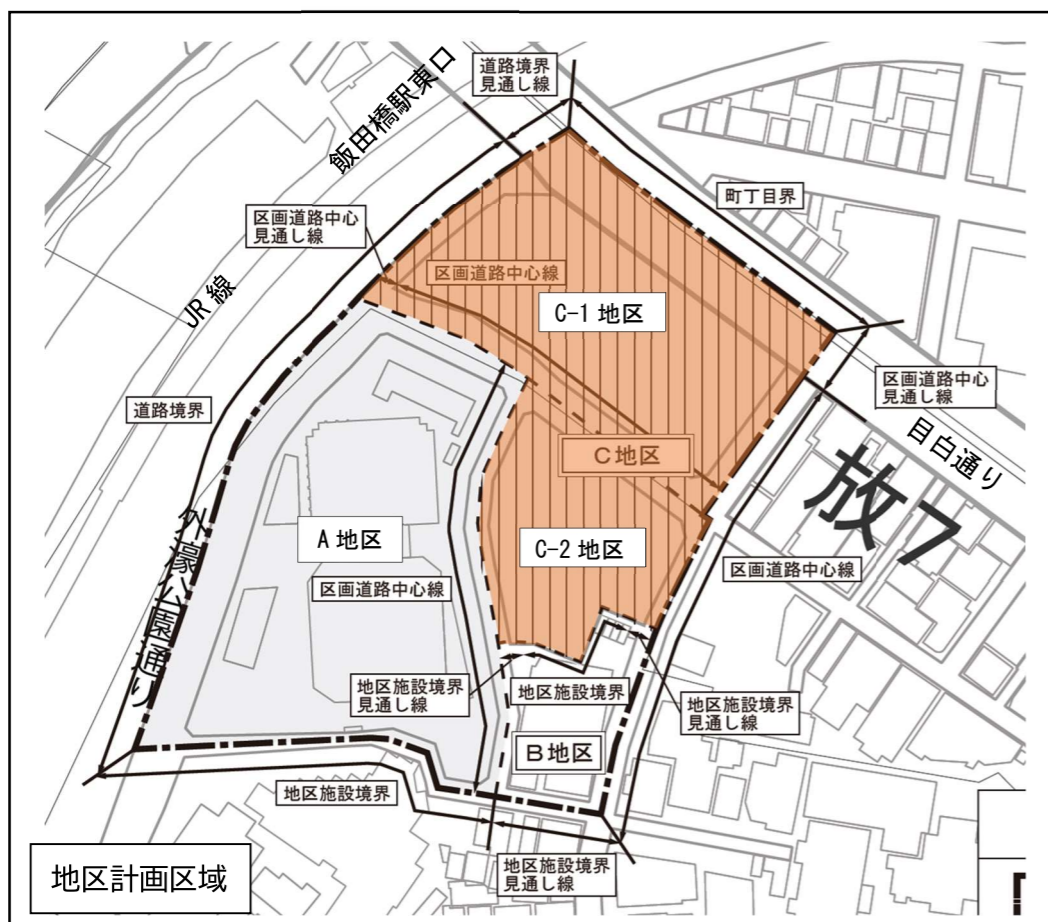 道路境界
見通し線
飯田橋駅東口
町丁目界
区画道路中心
見通し線
区画道路中心線
C-1 地区
JR 線
区画道路中心
見通し線
道路境界
目白通り
C地区
放7
外濠公園通り
A 地区
C-2 地区
区画道路中心線
区画道路中心線
地区施設境界
見通し線
地区施設境界
地区施設境界
見通し線
B地区
地区施設境界
地区施設境界
見通し線
地区計画区域